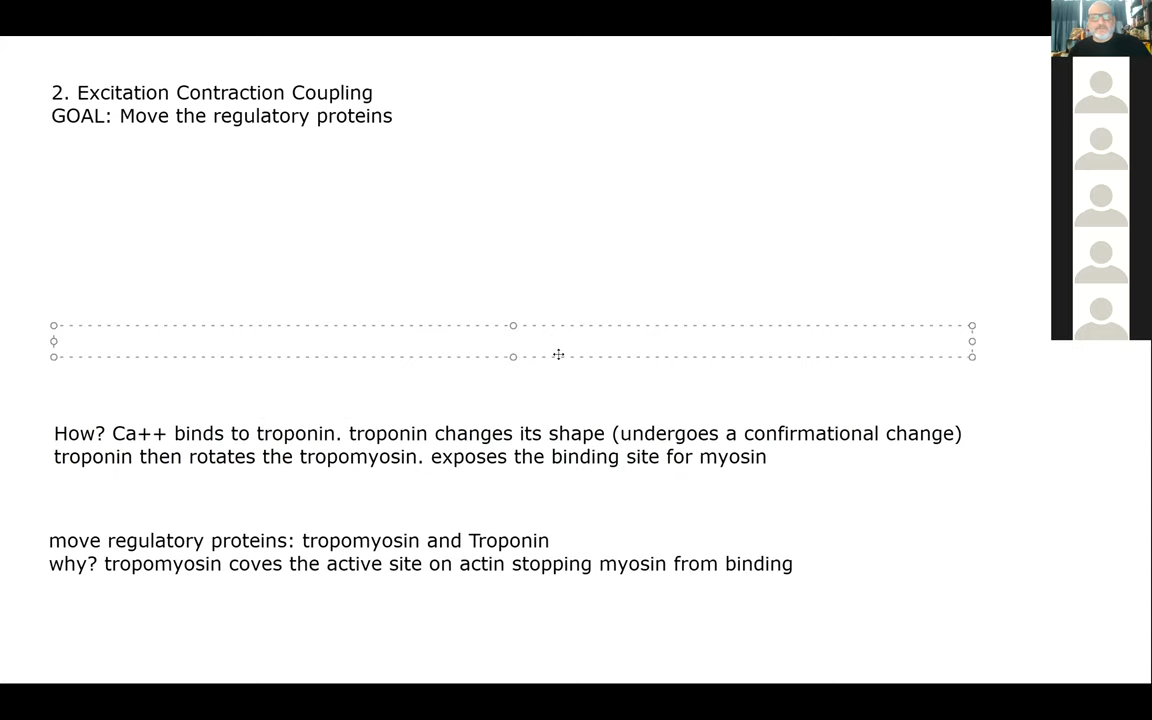 2. Excitation Contraction Coupling
GOAL: Move the regulatory proteins
How? Ca++ binds to troponin. troponin changes its shape (undergoes a confirmational change)
troponin then rotates the tropomyosin. exposes the binding site for myosin
move regulatory proteins: tropomyosin and Troponin
why? tropomyosin coves the active site on actin stopping myosin from binding